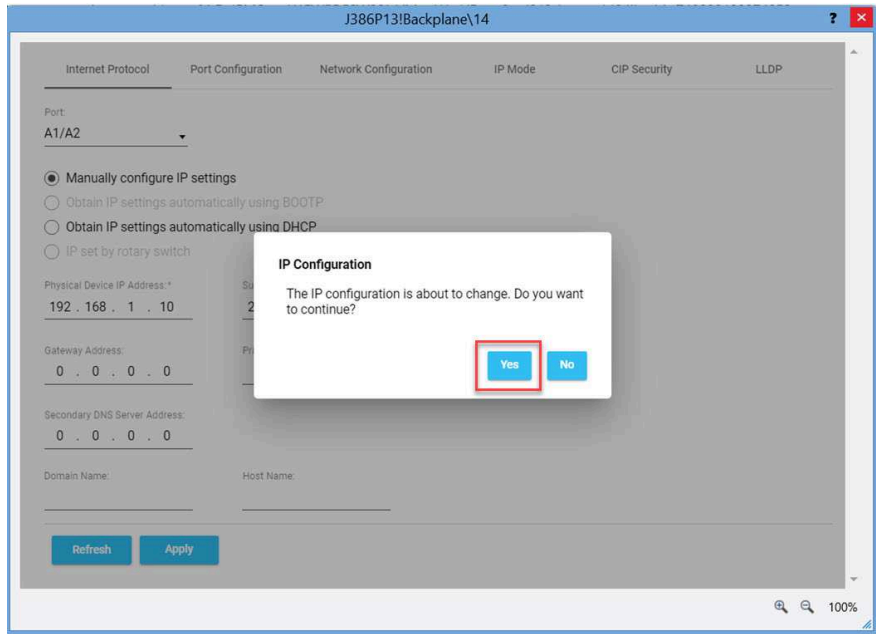 J386P13!Backplane\14
?
Internet Protocol Port Configuration Network Configuration IP Mode CIP Security LLDP
Port:
A1/A2
Manually configure IP settings
Obtain IP settings automatically using BOOTP
Obtain IP settings automatically using DHCP
IP set by rotary switch
IP Configuration
The IP configuration is about to change. Do you want
to continue?
Yes No
Physical Device IP Address:*
192 . 168 . 1 . 10
Gateway Address:
0 . 0 . 0 . 0
Secondary DNS Server Address:
0 . 0 . 0 . 0
Domain Name: Host Name:
Refresh Apply
100%